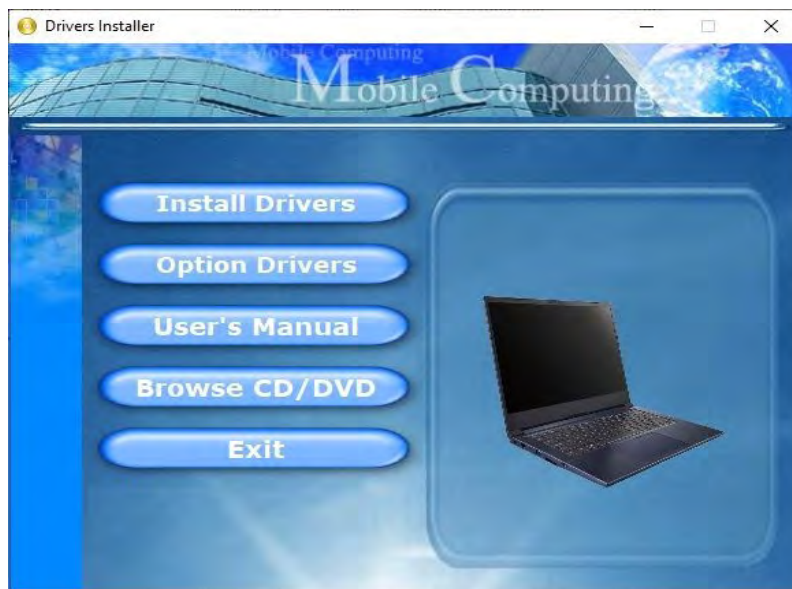 Drivers Installer
Mobile Computing
Mobile Computing
Install Drivers
Option Drivers
User's Manual
Browse CD/DVD
Exit